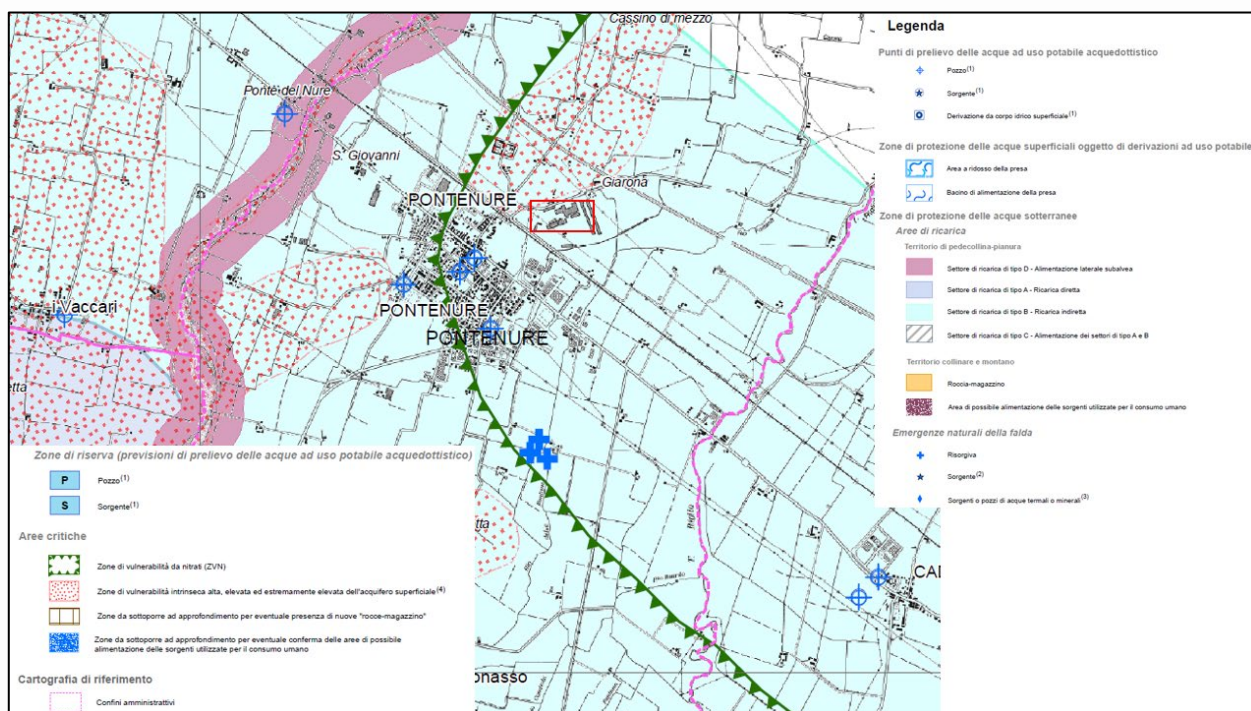 Cassino di mezzo
Ponte del Nure
S. Giovanni
Giarona
PONTENURE
i Vaccari
PONTENURE
PONTENURE
etta
tta
CAD
onasso
Legenda
Punti di prelievo delle acque ad uso potabile acquedottistico
Pozzo(1)
Sorgente(1)
Derivazione da corpo idrico superficiale(1)
Zone di protezione delle acque superficiali oggetto di derivazioni ad uso potabile
Area a ridosso della presa
Bacino di alimentazione della presa
Zone di protezione delle acque sotterranee
Aree di ricarica
Territorio di pedecollina-pianura
Settore di ricarica di tipo D - Alimentazione laterale subalvea
Settore di ricarica di tipo A - Ricarica diretta
Settore di ricarica di tipo B - Ricarica indiretta
Settore di ricarica di tipo C - Alimentazione dei settori di tipo A e B
Territorio collinare e montano
Roccia-magazzino
Area di possibile alimentazione delle sorgenti utilizzate per il consumo umano
Emergenze naturali della falda
Risorgiva
Sorgente(2)
Sorgenti o pozzi di acque termali o minerali(3)
Zone di riserva (previsioni di prelievo delle acque ad uso potabile acquedottistico)
P Pozzo(1)
S Sorgente(1)
Aree critiche
Zone di vulnerabilità da nitrati (ZVN)
Zone di vulnerabilità intrinseca alta, elevata ed estremamente elevata dell'acquifero superficiale(4)
Zone da sottoporre ad approfondimento per eventuale presenza di nuove "rocce-magazzino"
Zone da sottoporre ad approfondimento per eventuale conferma delle aree di possibile
alimentazione delle sorgenti utilizzate per il consumo umano
Cartografia di riferimento
Confini amministrativi